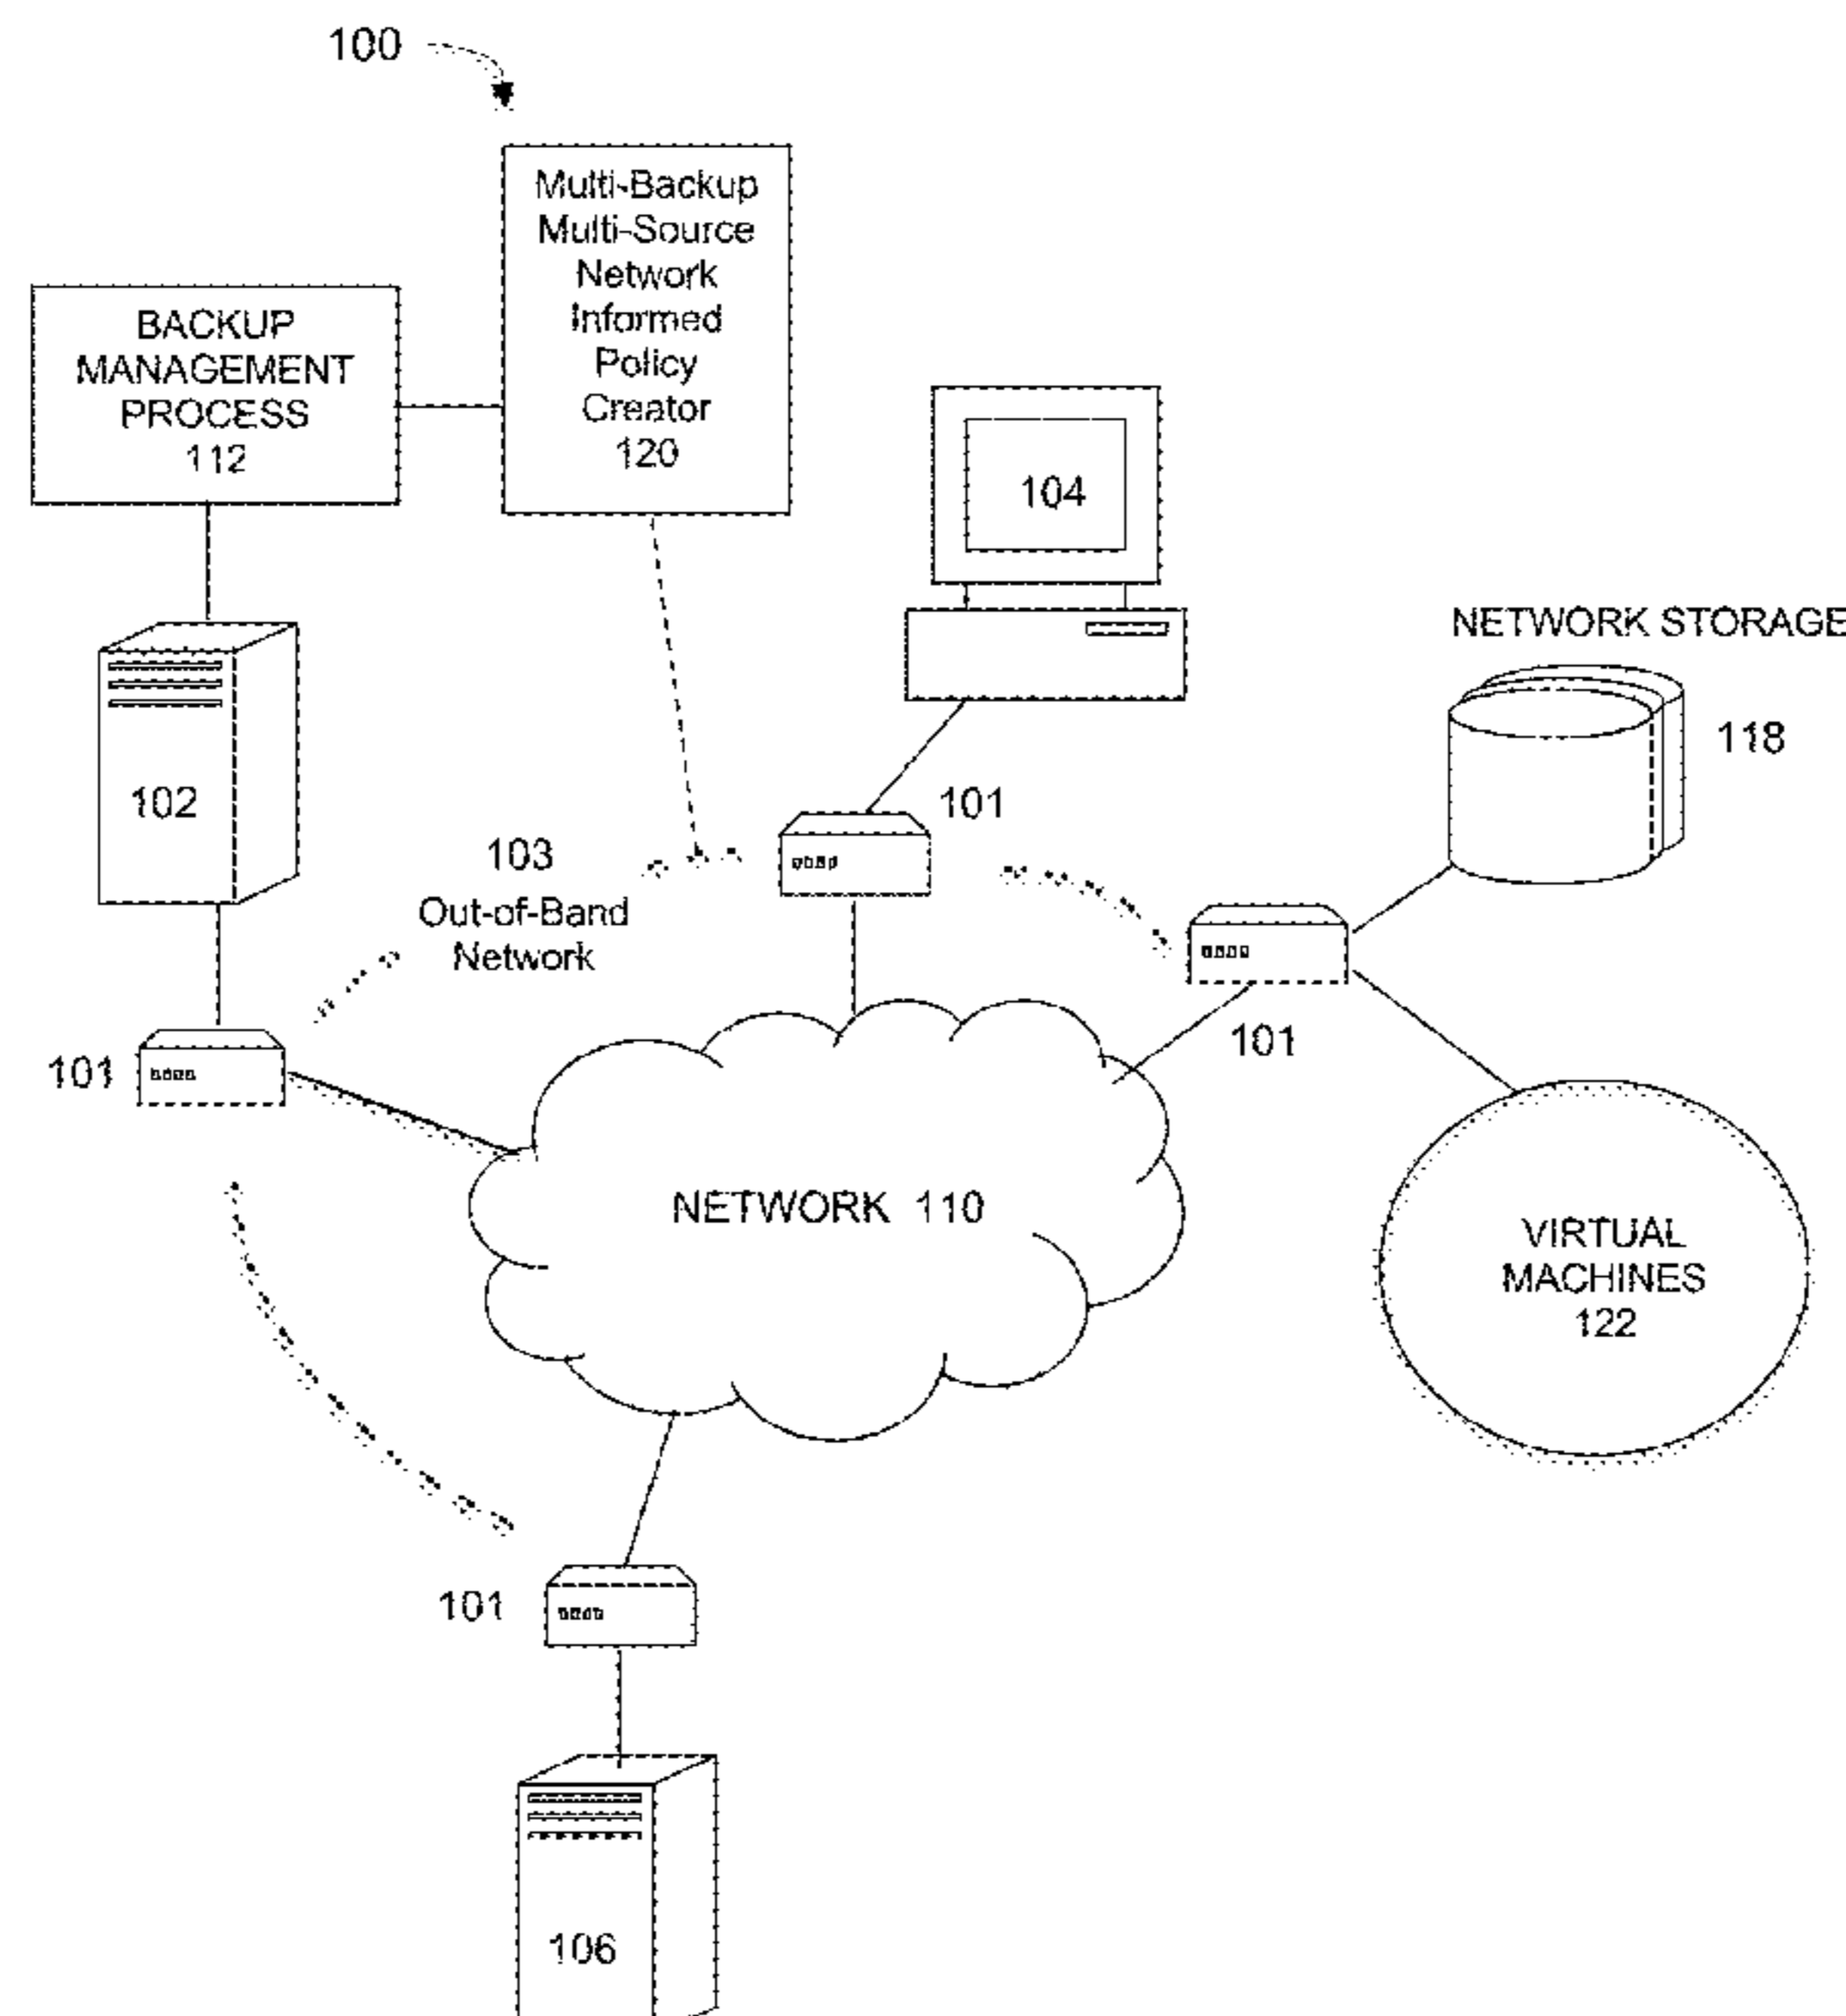 100
Multi-Backup
Multi-Source
Network
Informed
Policy
Creator
120
BACKUP
MANAGEMENT
PROCESS
112
104
NETWORK STORAGE
118
102
101
103
Out-of-Band
Network
101
101
NETWORK 110
VIRTUAL
MACHINES
122
101
106